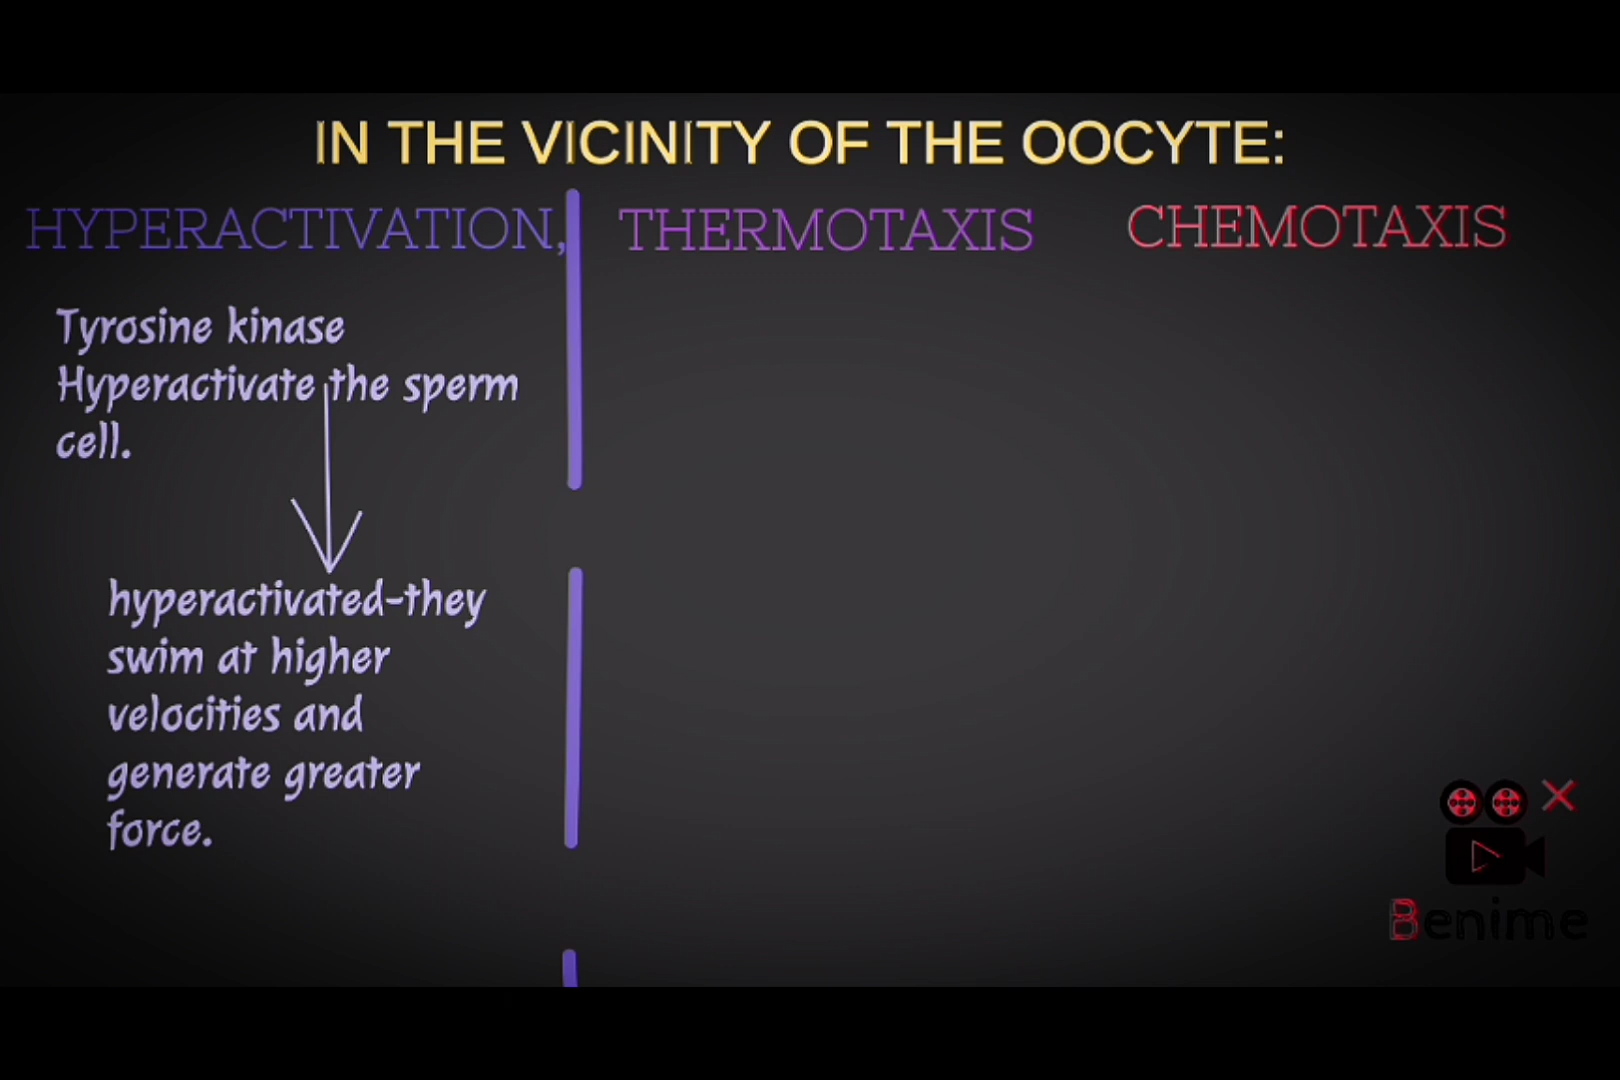 IN THE VICINITY OF THE OOCYTE:
HYPERACTIVATION,
THERMOTAXIS
CHEMOTAXIS
Tyrosine kinase
Hyperactivate the sperm
cell.
hyperactivated-they
swim at higher
velocities and
generate greater
force.
Benime